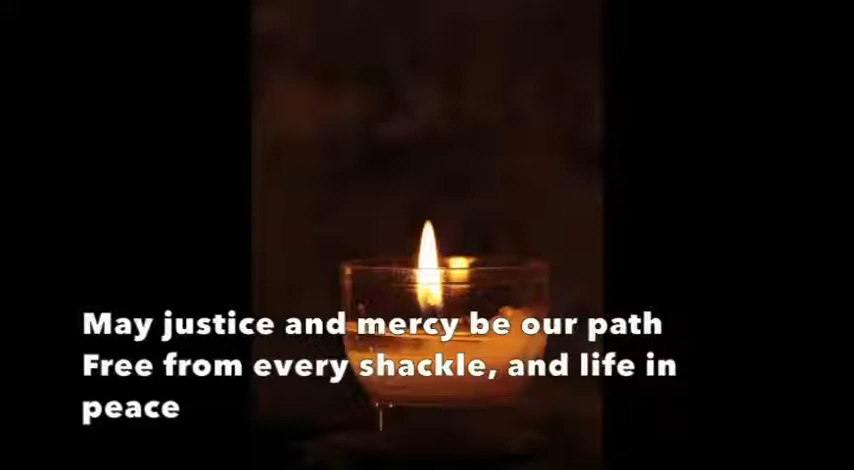 May justice and mercy be our path
Free from every shackle, and life in
peace